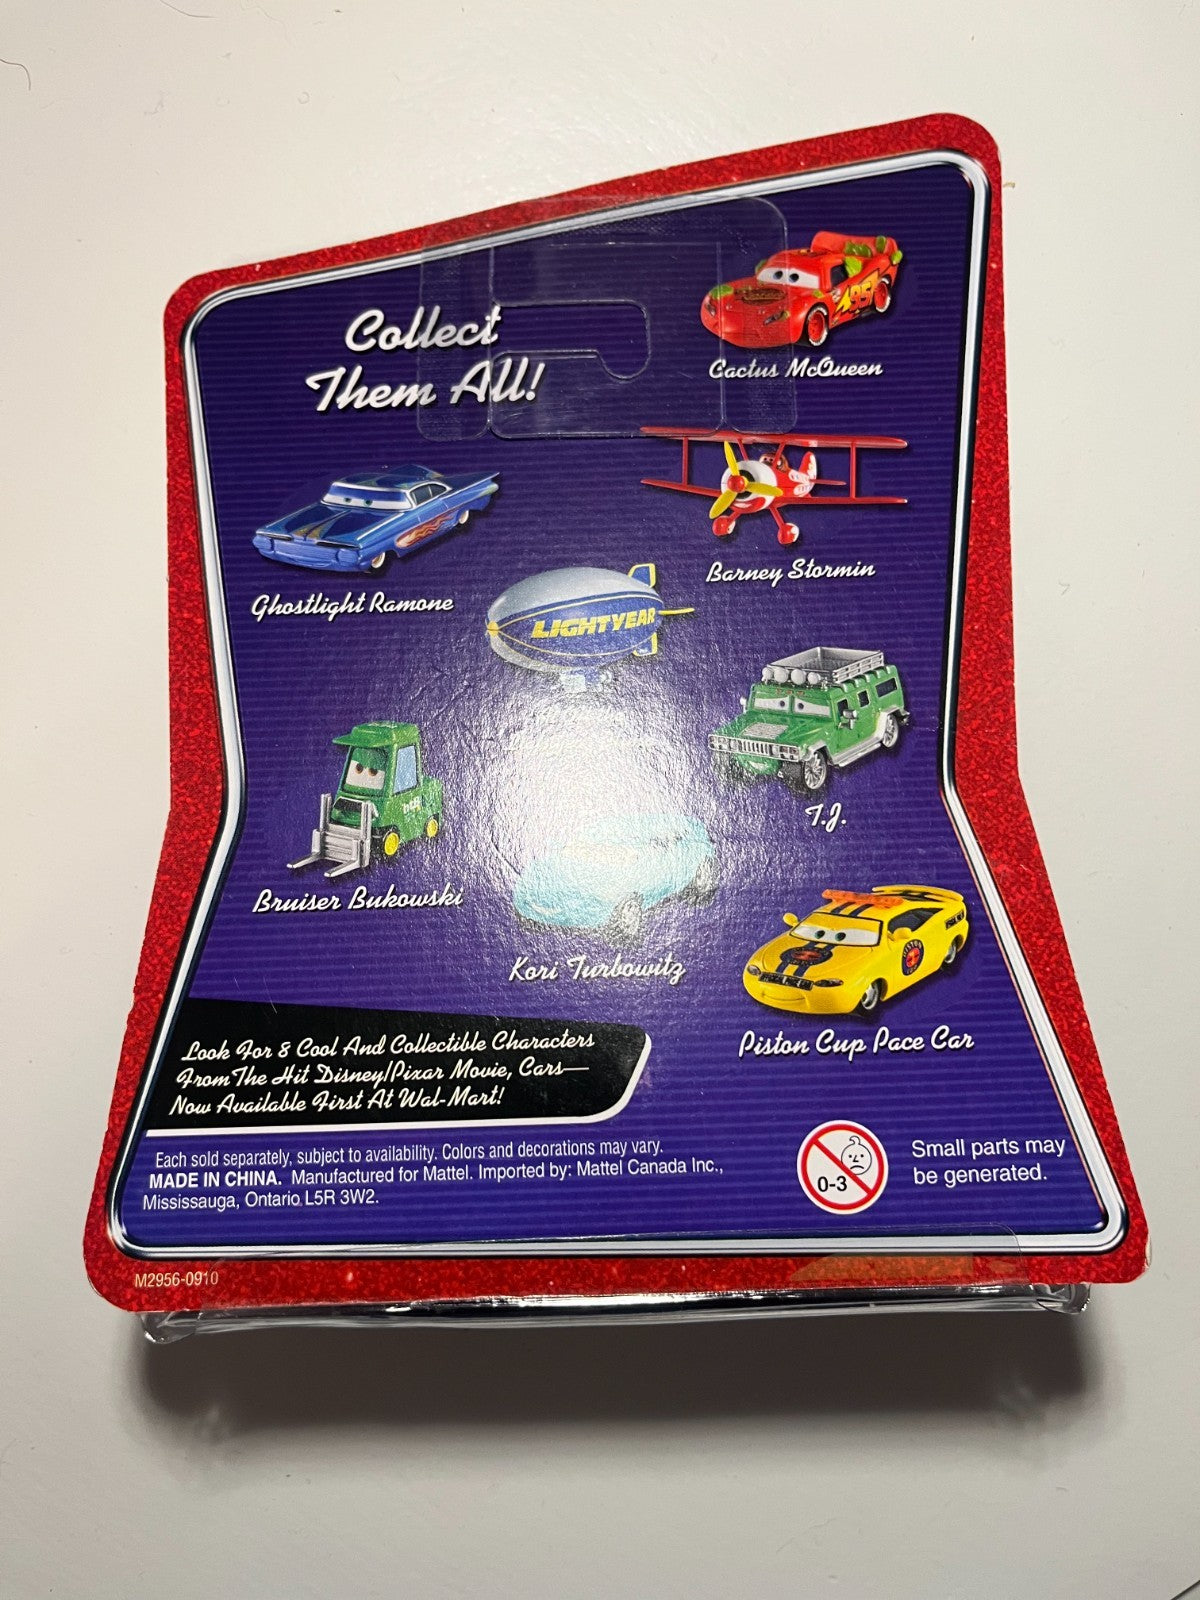 Collect
Them All!
95
Cactus McQueen
Barney Stormin
Ghostlight Ramone
LIGHTYEAR
T.J.
Bruiser Bukowski
Kori Turbowitz
PISTON
Piston Cup Pace Car
Look For 8 Cool And Collectible Characters
From The Hit Disney/Pixar Movie, Cars—
Now Available First At Wal-Mart!
Each sold separately, subject to availability. Colors and decorations may vary.
MADE IN CHINA. Manufactured for Mattel. Imported by: Mattel Canada Inc.,
Mississauga, Ontario L5R 3W2.
0-3
Small parts may
be generated.
M2956-0910